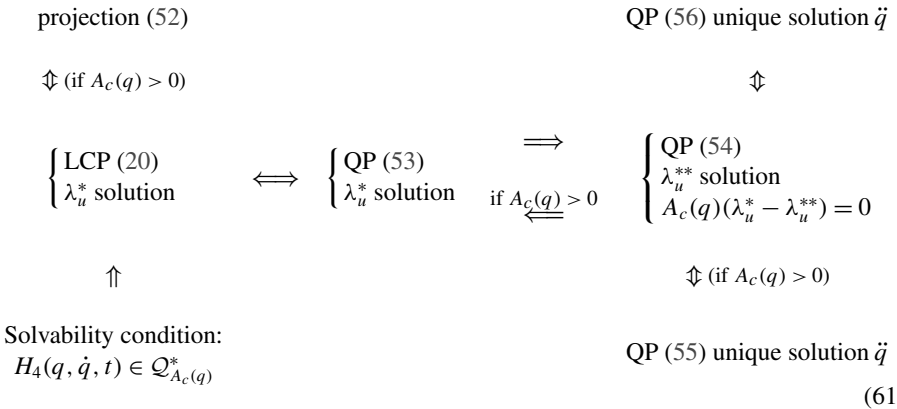 projection (52)
QP (56) unique solution q̈
⇕ (if A_c(q) > 0)
⇕
{ LCP (20)
λ_u^* solution
⟺
{ QP (53)
λ_u^* solution
⟹
if A_c(q) > 0
⟸
{ QP (54)
λ_u^{**} solution
A_c(q)(λ_u^* − λ_u^{**}) = 0
⇑
⇕ (if A_c(q) > 0)
Solvability condition:
H_4(q, q̇, t) ∈ 𝒬^*_{A_c(q)}
QP (55) unique solution q̈
(61